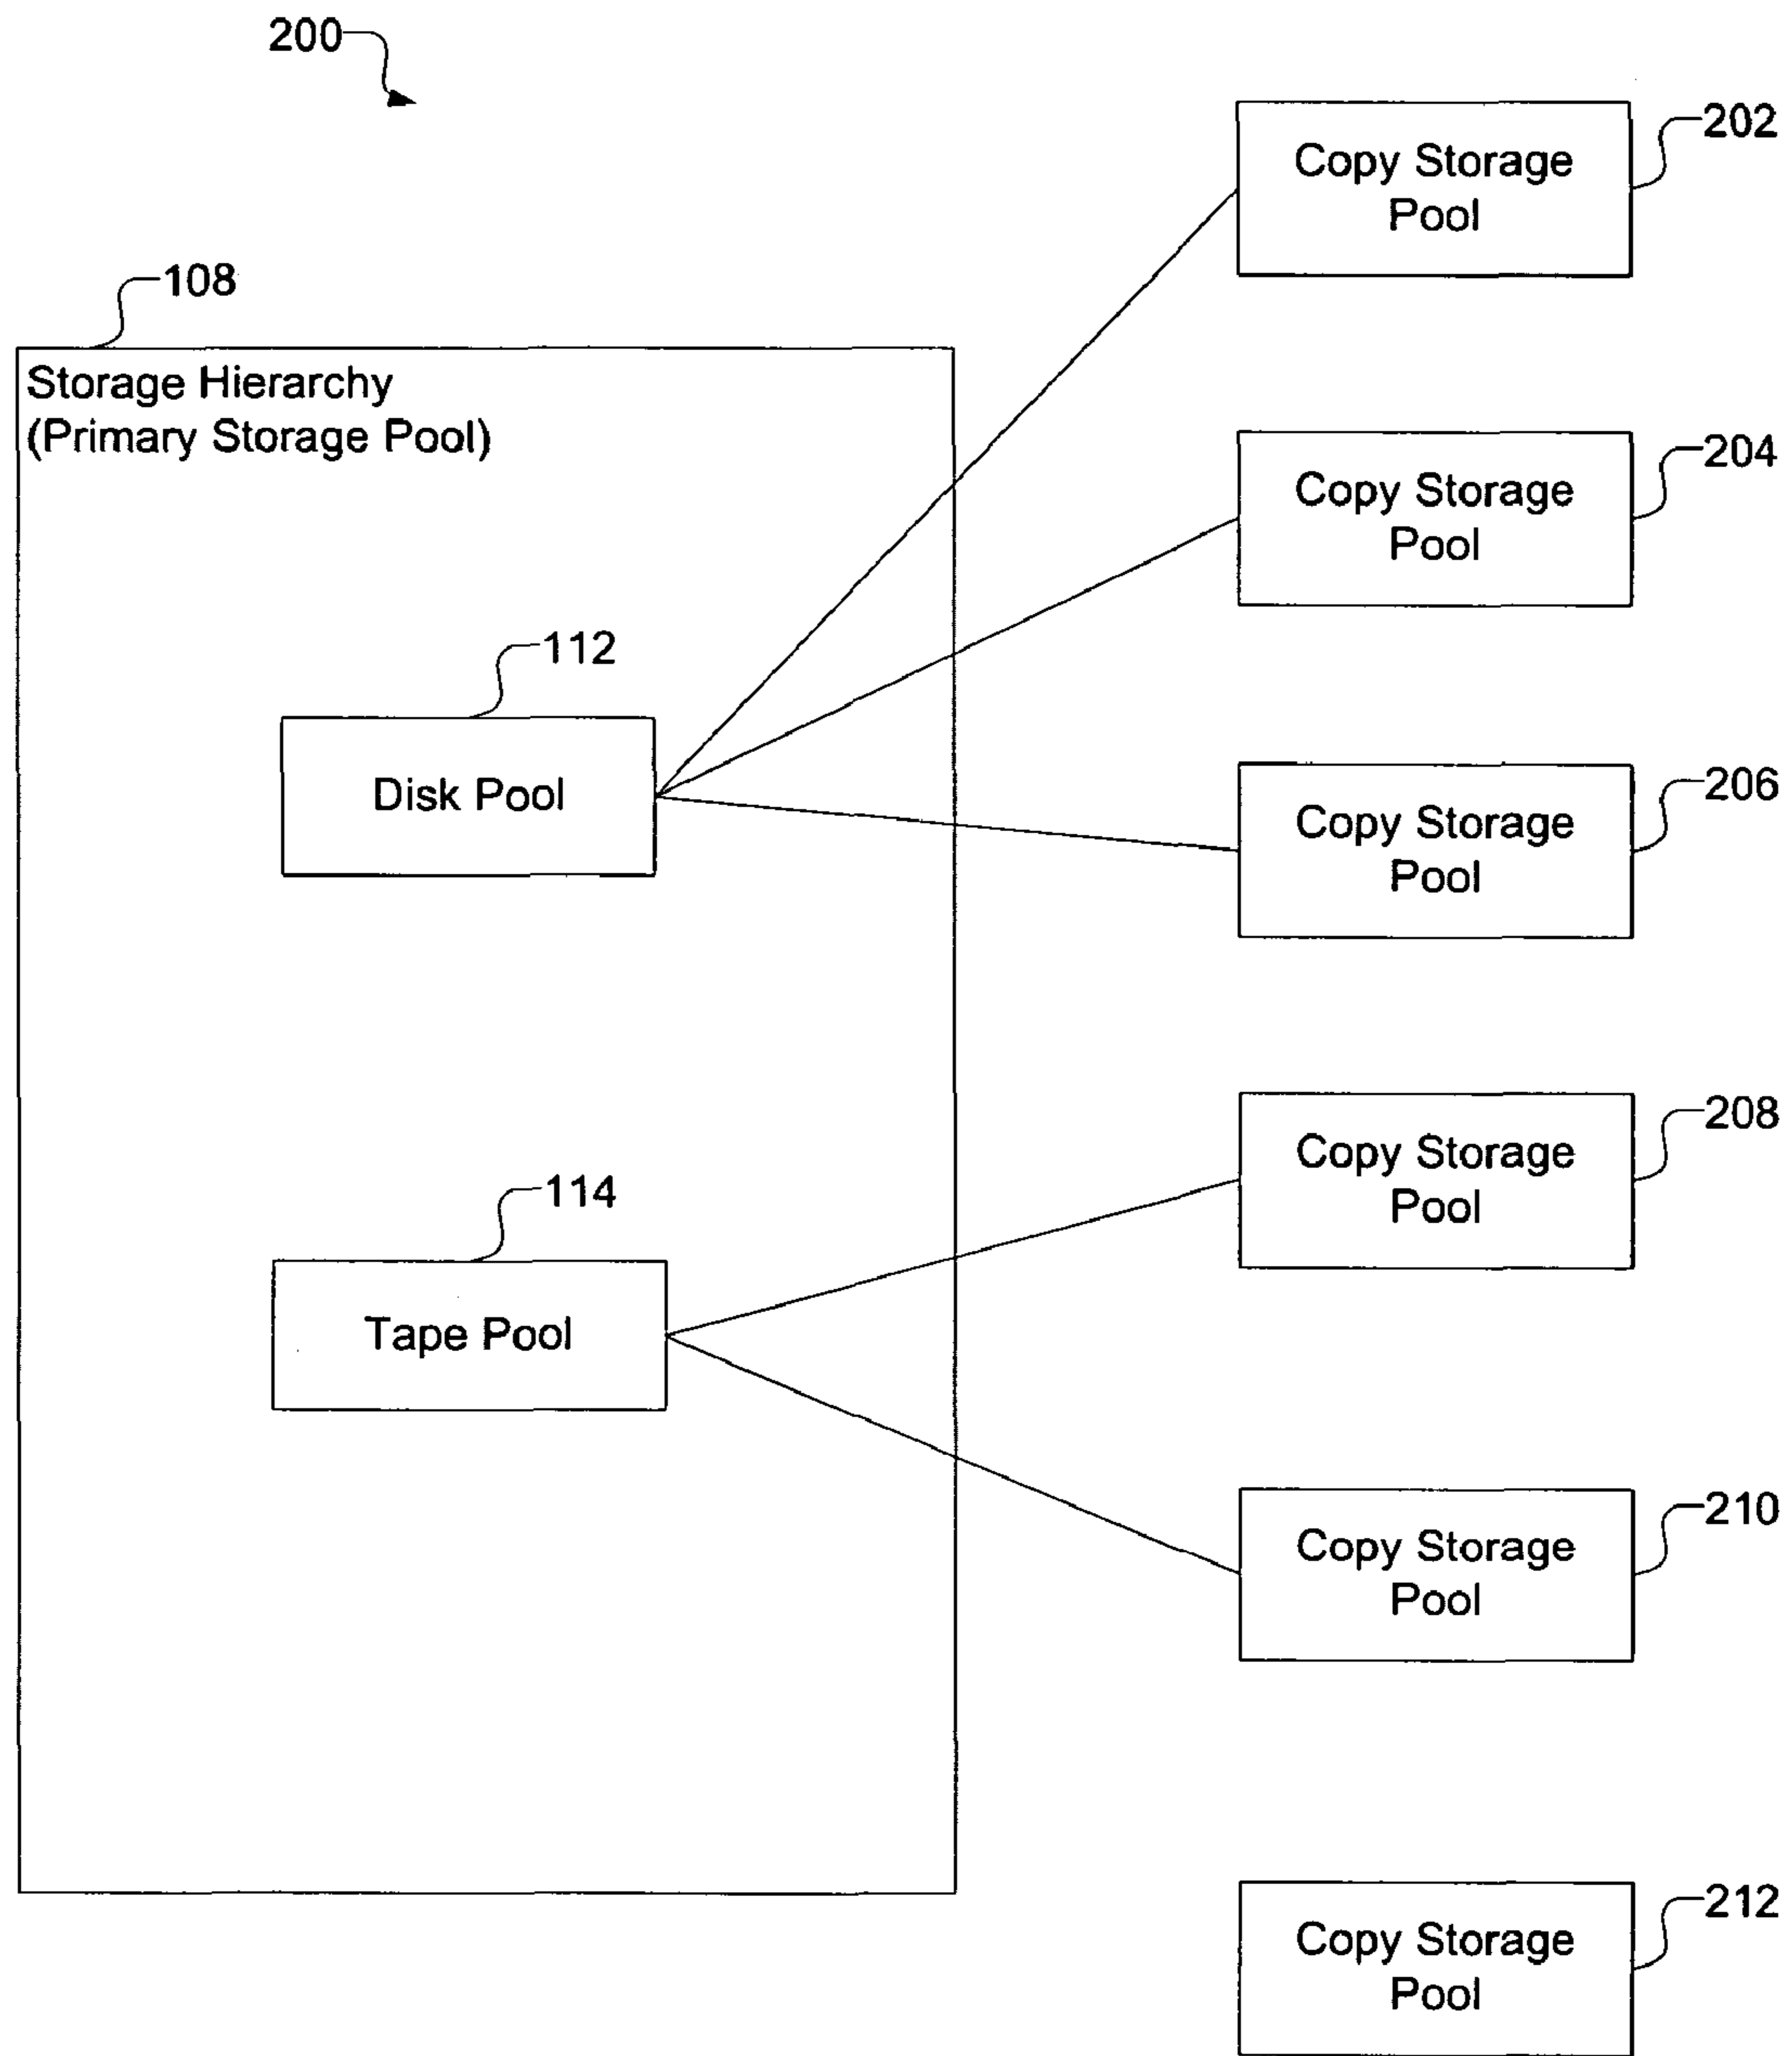 200
202
Copy Storage
Pool
108
Storage Hierarchy
(Primary Storage Pool)
204
Copy Storage
Pool
112
Disk Pool
206
Copy Storage
Pool
208
Copy Storage
Pool
114
Tape Pool
210
Copy Storage
Pool
212
Copy Storage
Pool